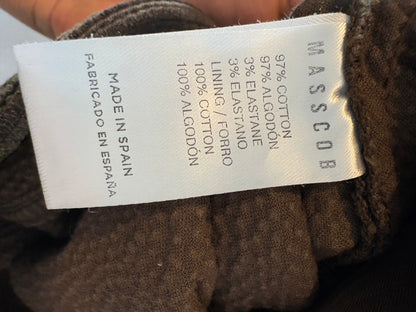 MASSCOB
97% COTTON
97% ALGODÓN
3% ELASTANE
3% ELASTANO
LINING / FORRO
100% COTTON
100% ALGODÓN
MADE IN SPAIN
FABRICADO EN ESPAÑA